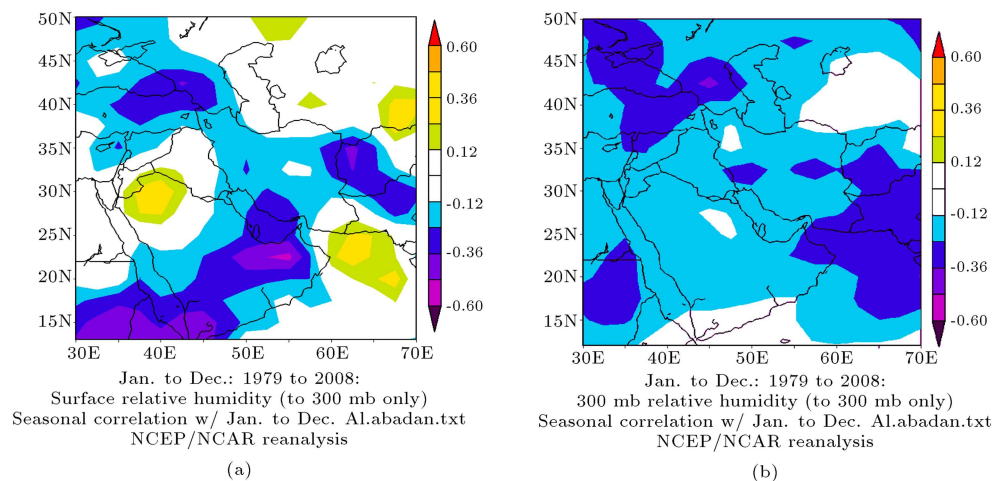 50N
45N
40N
35N
30N
25N
20N
15N
30E 40E 50E 60E 70E
0.60
0.36
0.12
-0.12
-0.36
-0.60
Jan. to Dec.: 1979 to 2008:
Surface relative humidity (to 300 mb only)
Seasonal correlation w/ Jan. to Dec. Al.abadan.txt
NCEP/NCAR reanalysis
(a)
50N
45N
40N
35N
30N
25N
20N
15N
30E 40E 50E 60E 70E
0.60
0.36
0.12
-0.12
-0.36
-0.60
Jan. to Dec.: 1979 to 2008:
300 mb relative humidity (to 300 mb only)
Seasonal correlation w/ Jan. to Dec. Al.abadan.txt
NCEP/NCAR reanalysis
(b)